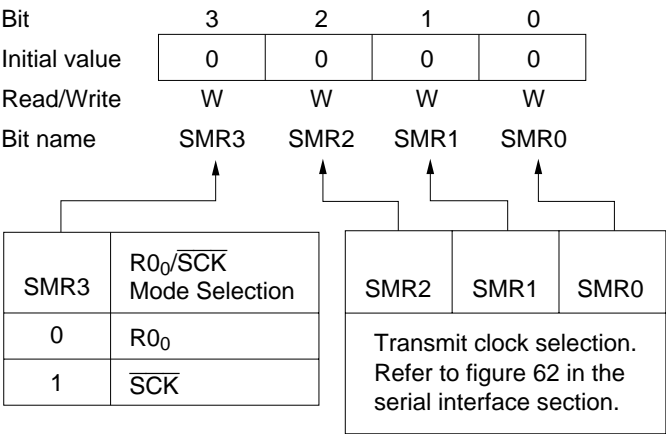 Bit 3 2 1 0
Initial value 0 0 0 0
Read/Write W W W W
Bit name SMR3 SMR2 SMR1 SMR0
SMR3 R0₀/S̅C̅K̅ Mode Selection
0 R0₀
1 S̅C̅K̅
SMR2 SMR1 SMR0
Transmit clock selection.
Refer to figure 62 in the
serial interface section.